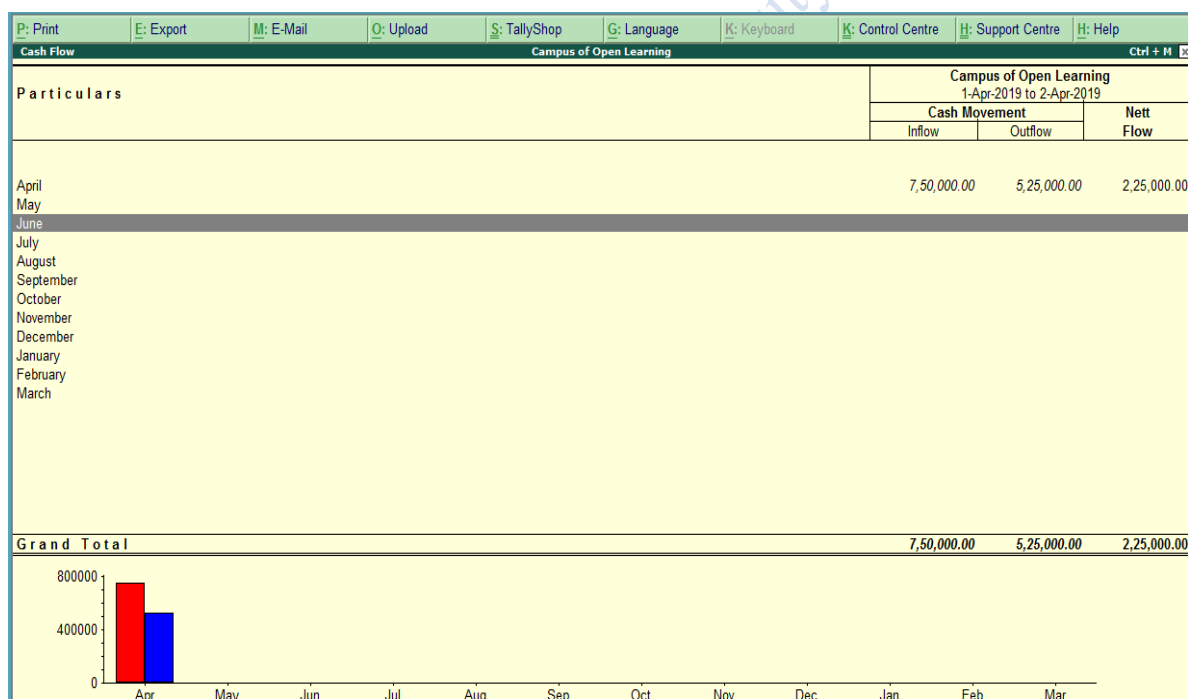 P: Print E: Export M: E-Mail O: Upload S: TallyShop G: Language K: Keyboard K: Control Centre H: Support Centre H: Help
Cash Flow Campus of Open Learning Ctrl + M
Particulars
Campus of Open Learning
1-Apr-2019 to 2-Apr-2019
Cash Movement Nett
Inflow Outflow Flow
April 7,50,000.00 5,25,000.00 2,25,000.00
May
June
July
August
September
October
November
December
January
February
March
Grand Total 7,50,000.00 5,25,000.00 2,25,000.00
800000
400000
0
Apr May Jun Jul Aug Sep Oct Nov Dec Jan Feb Mar